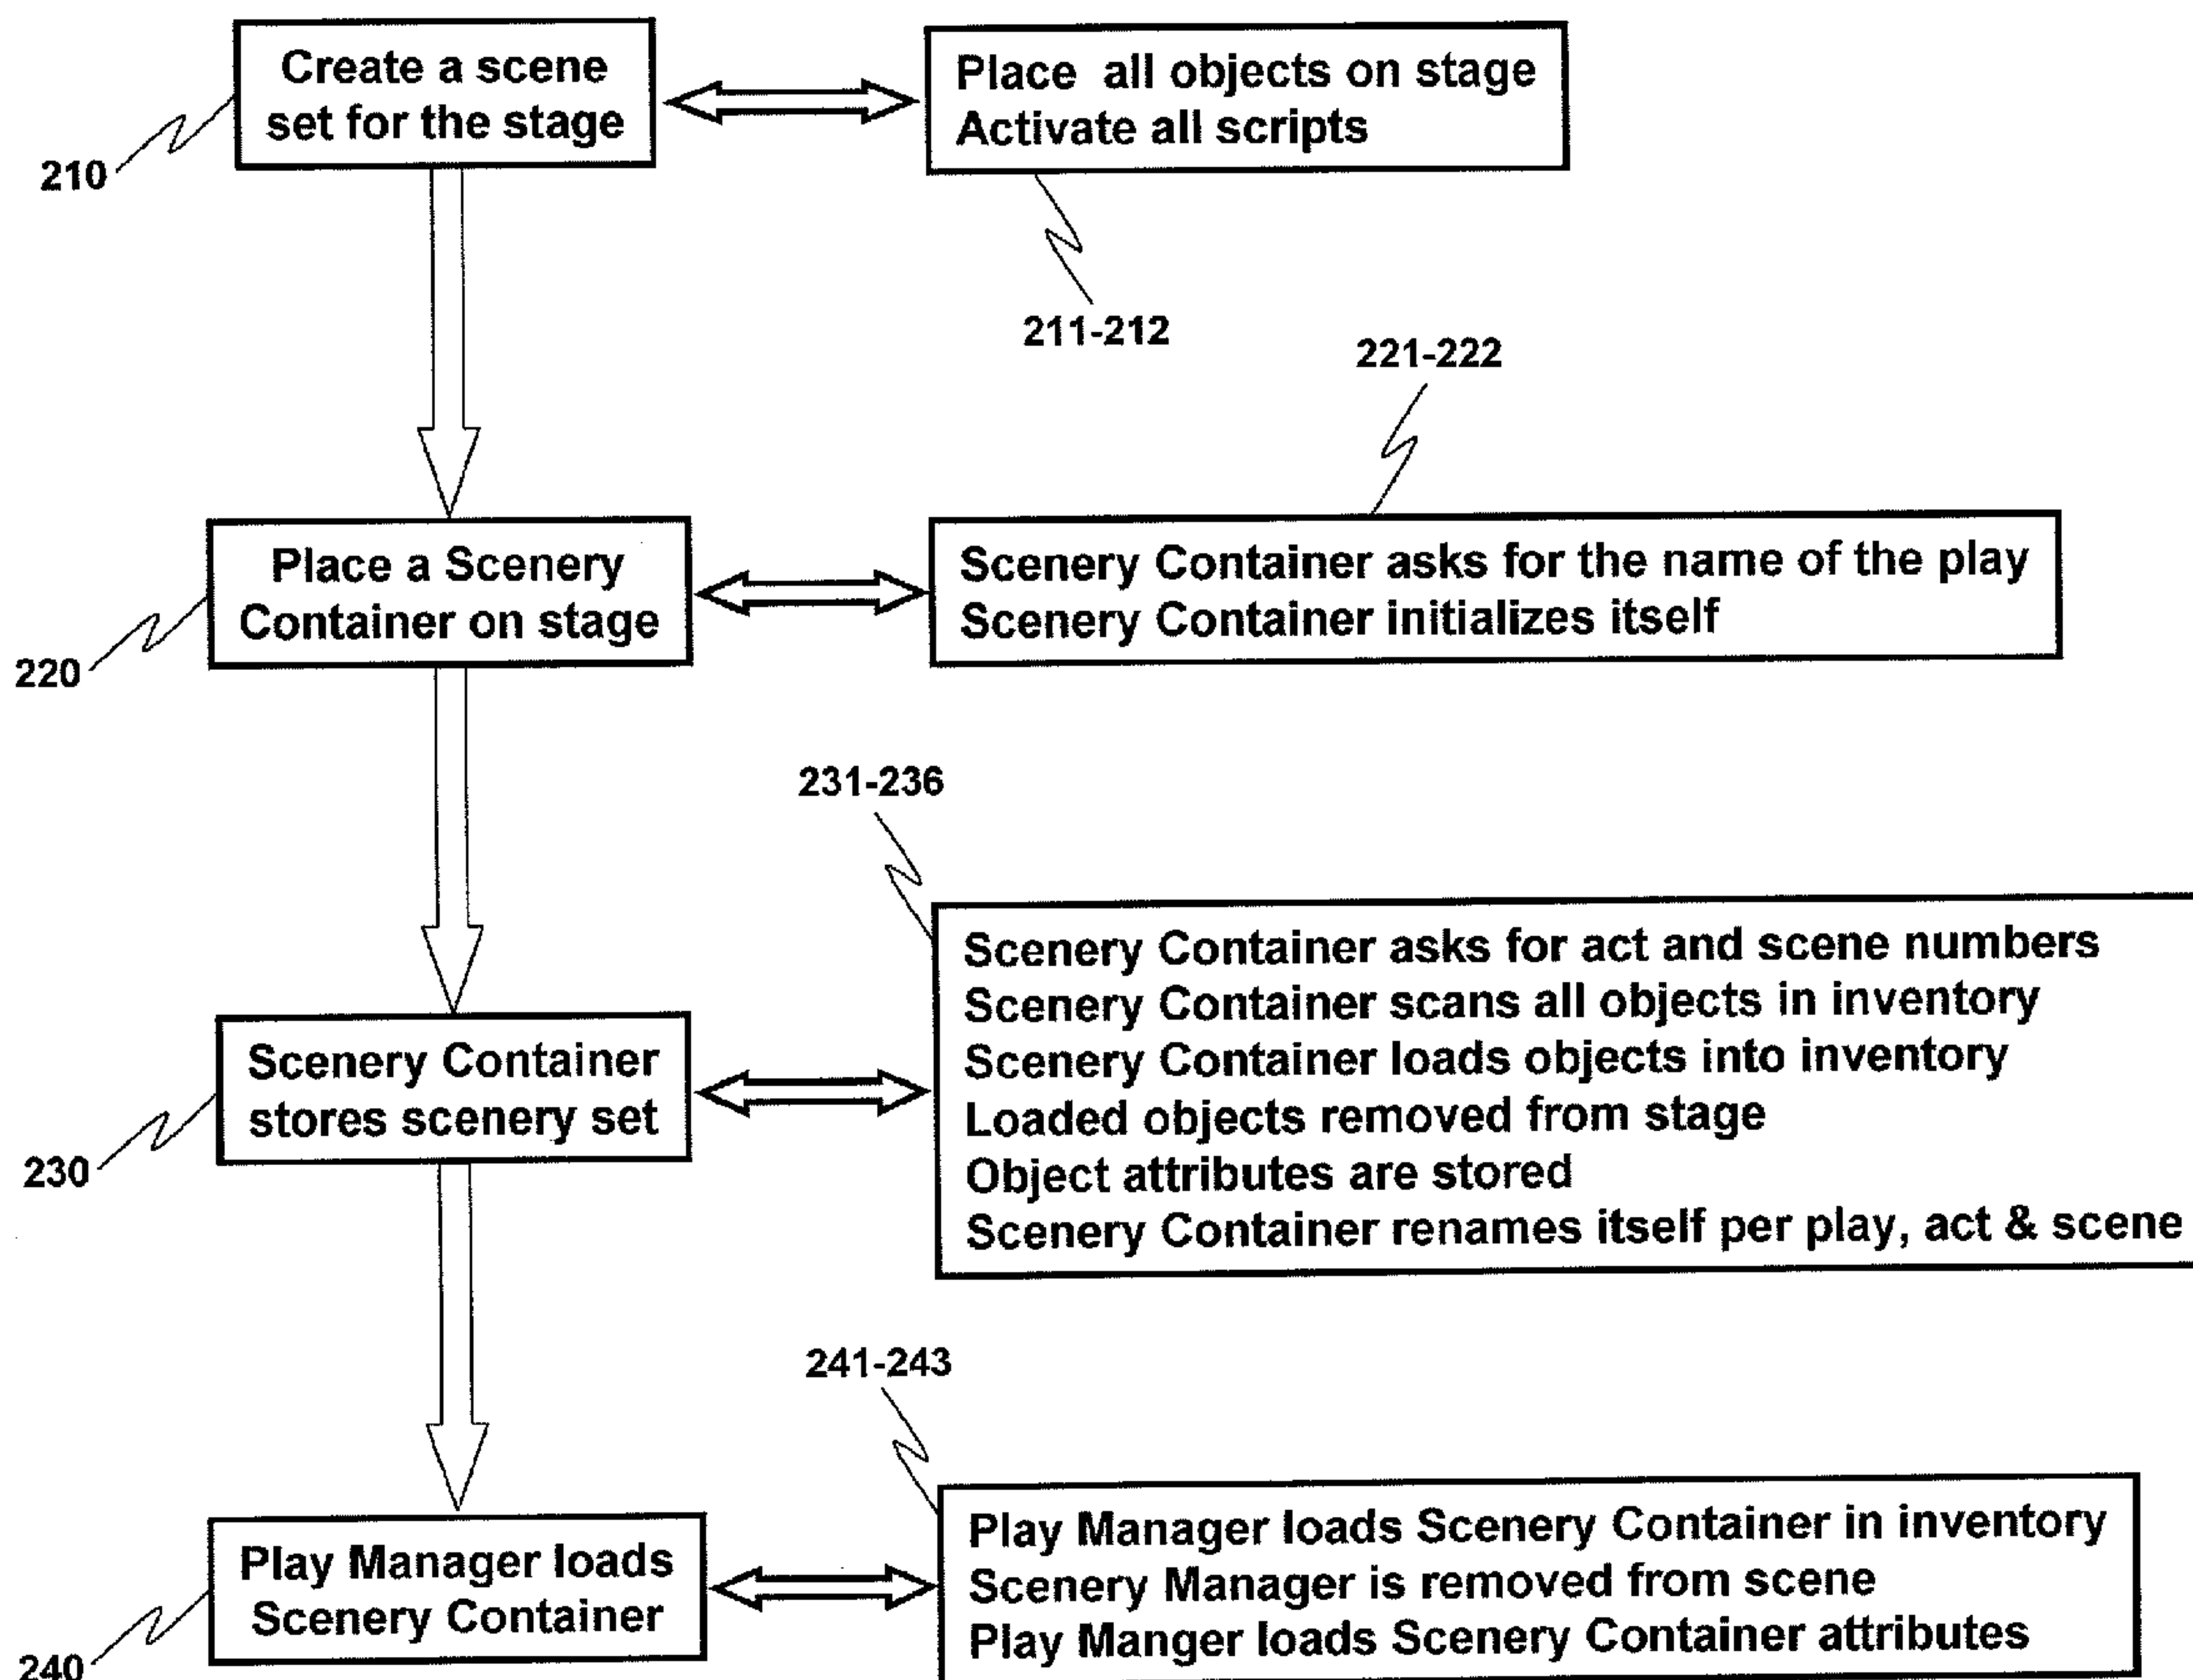 Create a scene
set for the stage
Place all objects on stage
Activate all scripts
210
211-212
221-222
Place a Scenery
Container on stage
Scenery Container asks for the name of the play
Scenery Container initializes itself
220
231-236
Scenery Container
stores scenery set
Scenery Container asks for act and scene numbers
Scenery Container scans all objects in inventory
Scenery Container loads objects into inventory
Loaded objects removed from stage
Object attributes are stored
Scenery Container renames itself per play, act & scene
230
241-243
Play Manager loads
Scenery Container
Play Manager loads Scenery Container in inventory
Scenery Manager is removed from scene
Play Manger loads Scenery Container attributes
240